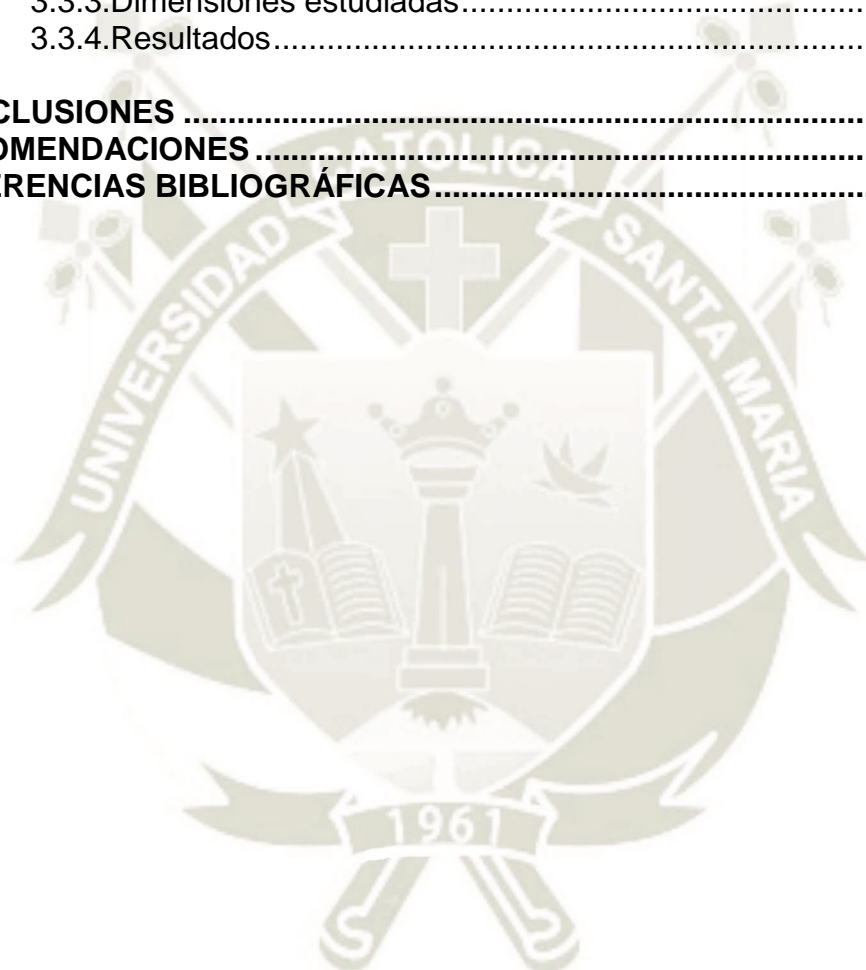 3.3.3.Dimensiones estudiadas..............................................
3.3.4.Resultados...................................................................
CLUSIONES ............................................................................
OMENDACIONES ....................................................................
ERENCIAS BIBLIOGRÁFICAS................................................
UNIVERSIDAD CATOLICA SANTA MARIA
1961